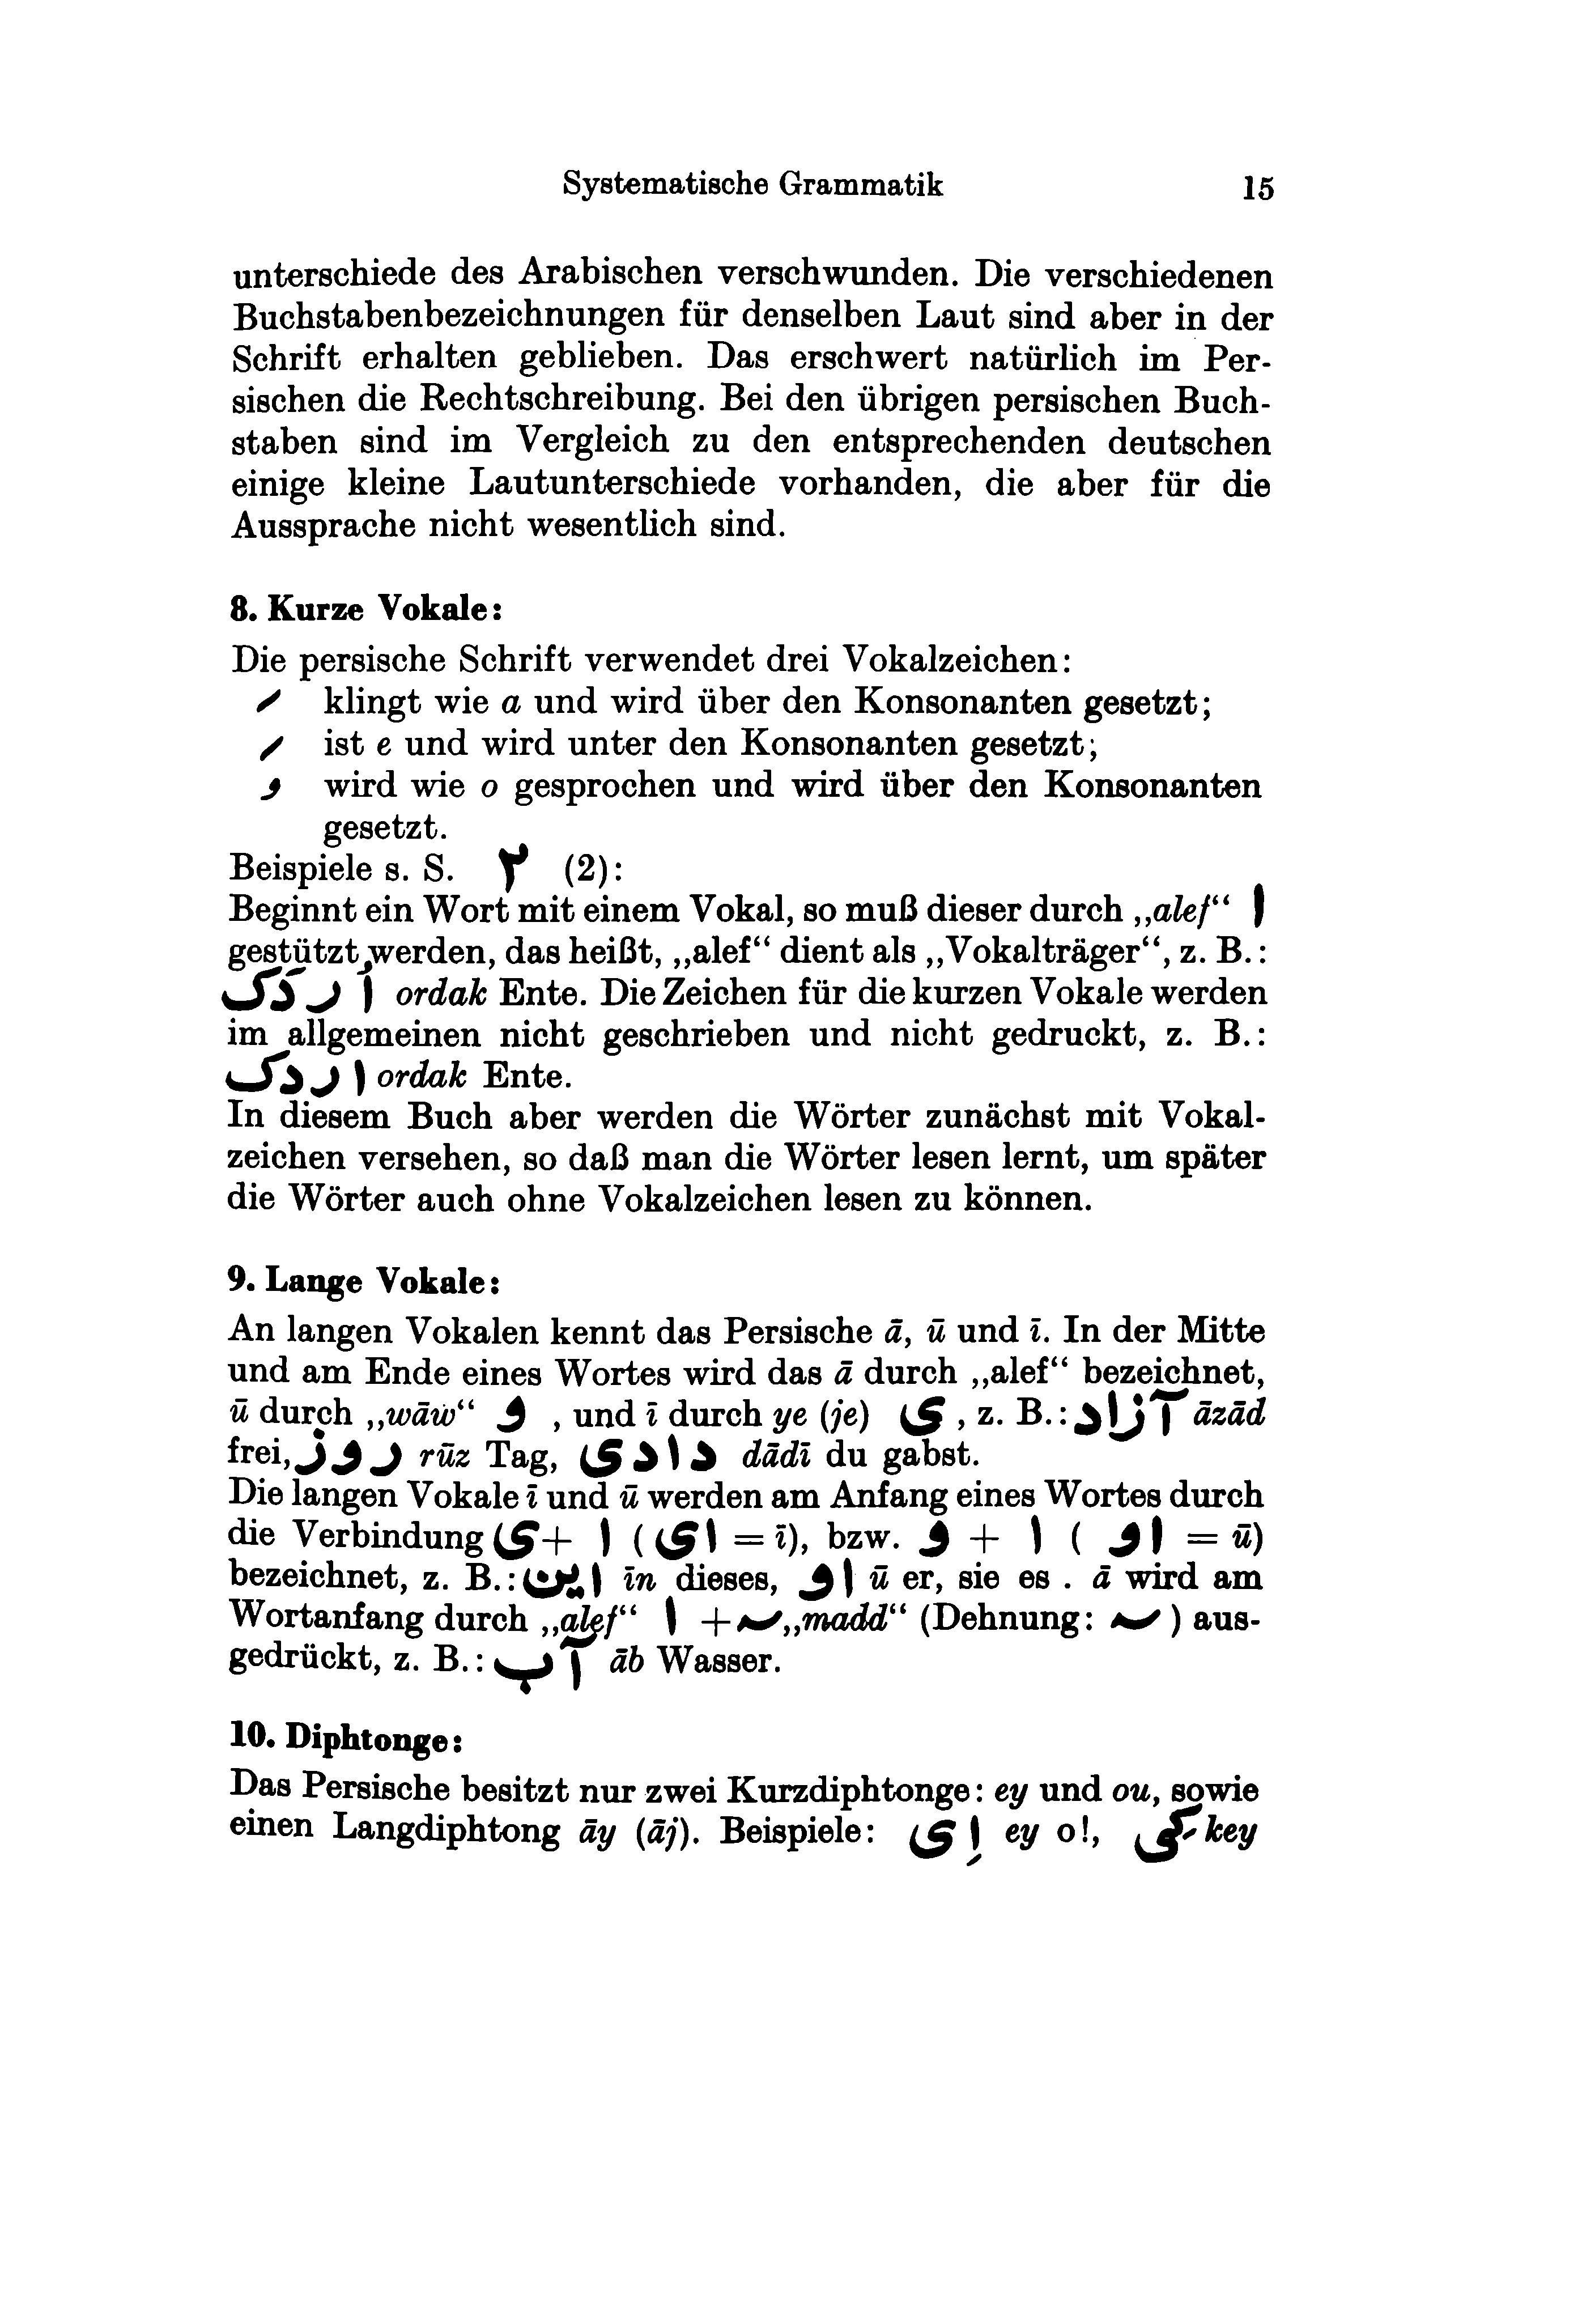 Systematische Grammatik 15
unterschiede des Arabischen verschwunden. Die verschiedenen
Buchstabenbezeichnungen für denselben Laut sind aber in der
Schrift erhalten geblieben. Das erschwert natürlich im Per-
sischen die Rechtschreibung. Bei den übrigen persischen Buch-
staben sind im Vergleich zu den entsprechenden deutschen
einige kleine Lautunterschiede vorhanden, die aber für die
Aussprache nicht wesentlich sind.
8. Kurze Vokale:
Die persische Schrift verwendet drei Vokalzeichen:
َ klingt wie a und wird über den Konsonanten gesetzt;
ِ ist e und wird unter den Konsonanten gesetzt;
ُ wird wie o gesprochen und wird über den Konsonanten
gesetzt.
Beispiele s. S. ۲ (2):
Beginnt ein Wort mit einem Vokal, so muß dieser durch „alef“ ا
gestützt werden, das heißt, „alef“ dient als „Vokalträger“, z. B.:
اُردَک ordak Ente. Die Zeichen für die kurzen Vokale werden
im allgemeinen nicht geschrieben und nicht gedruckt, z. B.:
اردک ordak Ente.
In diesem Buch aber werden die Wörter zunächst mit Vokal-
zeichen versehen, so daß man die Wörter lesen lernt, um später
die Wörter auch ohne Vokalzeichen lesen zu können.
9. Lange Vokale:
An langen Vokalen kennt das Persische ā, ū und ī. In der Mitte
und am Ende eines Wortes wird das ā durch „alef“ bezeichnet,
ū durch „wāw“ و , und ī durch ye (je) ی , z. B.: آزاد āzād
frei, روز rūz Tag, دادی dādī du gabst.
Die langen Vokale ī und ū werden am Anfang eines Wortes durch
die Verbindung ی + ا ( ای = ī), bzw. و + ا ( او = ū)
bezeichnet, z. B.: این īn dieses, او ū er, sie es . ā wird am
Wortanfang durch „alef“ ا + ٓ „madd“ (Dehnung: ٓ ) aus-
gedrückt, z. B.: آب āb Wasser.
10. Diphtonge:
Das Persische besitzt nur zwei Kurzdiphtonge: ey und ou, sowie
einen Langdiphtong āy (āj). Beispiele: اِی ey o!, کِی key